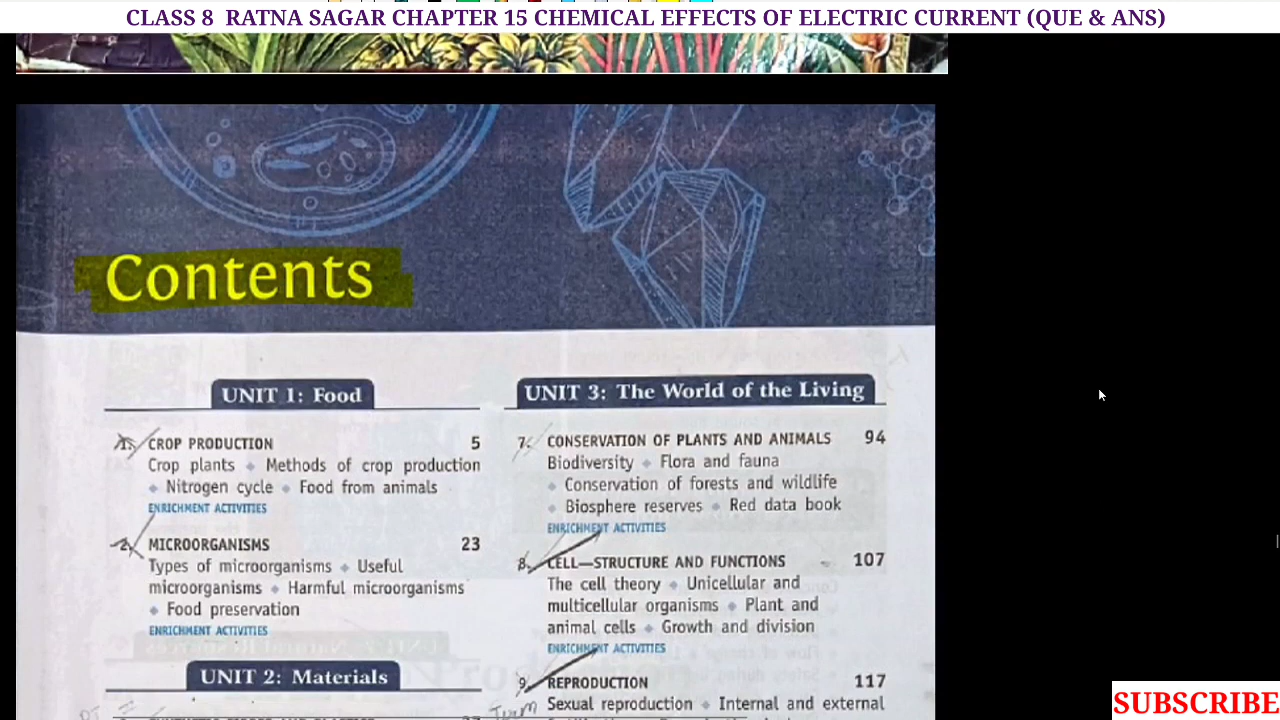 CLASS 8 RATNA SAGAR CHAPTER 15 CHEMICAL EFFECTS OF ELECTRIC CURRENT (QUE & ANS)
Contents
UNIT 1: Food
1. CROP PRODUCTION 5
Crop plants ◆ Methods of crop production
◆ Nitrogen cycle ◆ Food from animals
ENRICHMENT ACTIVITIES
2. MICROORGANISMS 23
Types of microorganisms ◆ Useful
microorganisms ◆ Harmful microorganisms
◆ Food preservation
ENRICHMENT ACTIVITIES
UNIT 2: Materials
UNIT 3: The World of the Living
7. CONSERVATION OF PLANTS AND ANIMALS 94
Biodiversity ◆ Flora and fauna
◆ Conservation of forests and wildlife
◆ Biosphere reserves ◆ Red data book
ENRICHMENT ACTIVITIES
8. CELL—STRUCTURE AND FUNCTIONS 107
The cell theory ◆ Unicellular and
multicellular organisms ◆ Plant and
animal cells ◆ Growth and division
ENRICHMENT ACTIVITIES
9. REPRODUCTION 117
Term
Sexual reproduction ◆ Internal and external
SUBSCRIBE